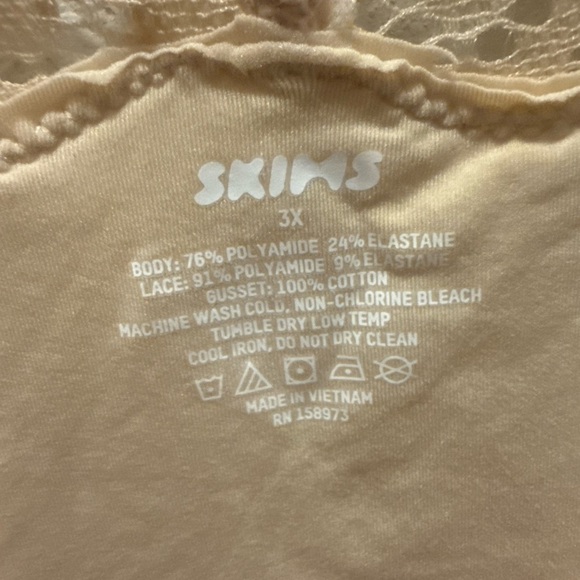 SKIMS
3X
BODY: 76% POLYAMIDE 24% ELASTANE
LACE: 91% POLYAMIDE 9% ELASTANE
GUSSET: 100% COTTON
MACHINE WASH COLD, NON-CHLORINE BLEACH
TUMBLE DRY LOW TEMP
COOL IRON, DO NOT DRY CLEAN
MADE IN VIETNAM
RN 158973